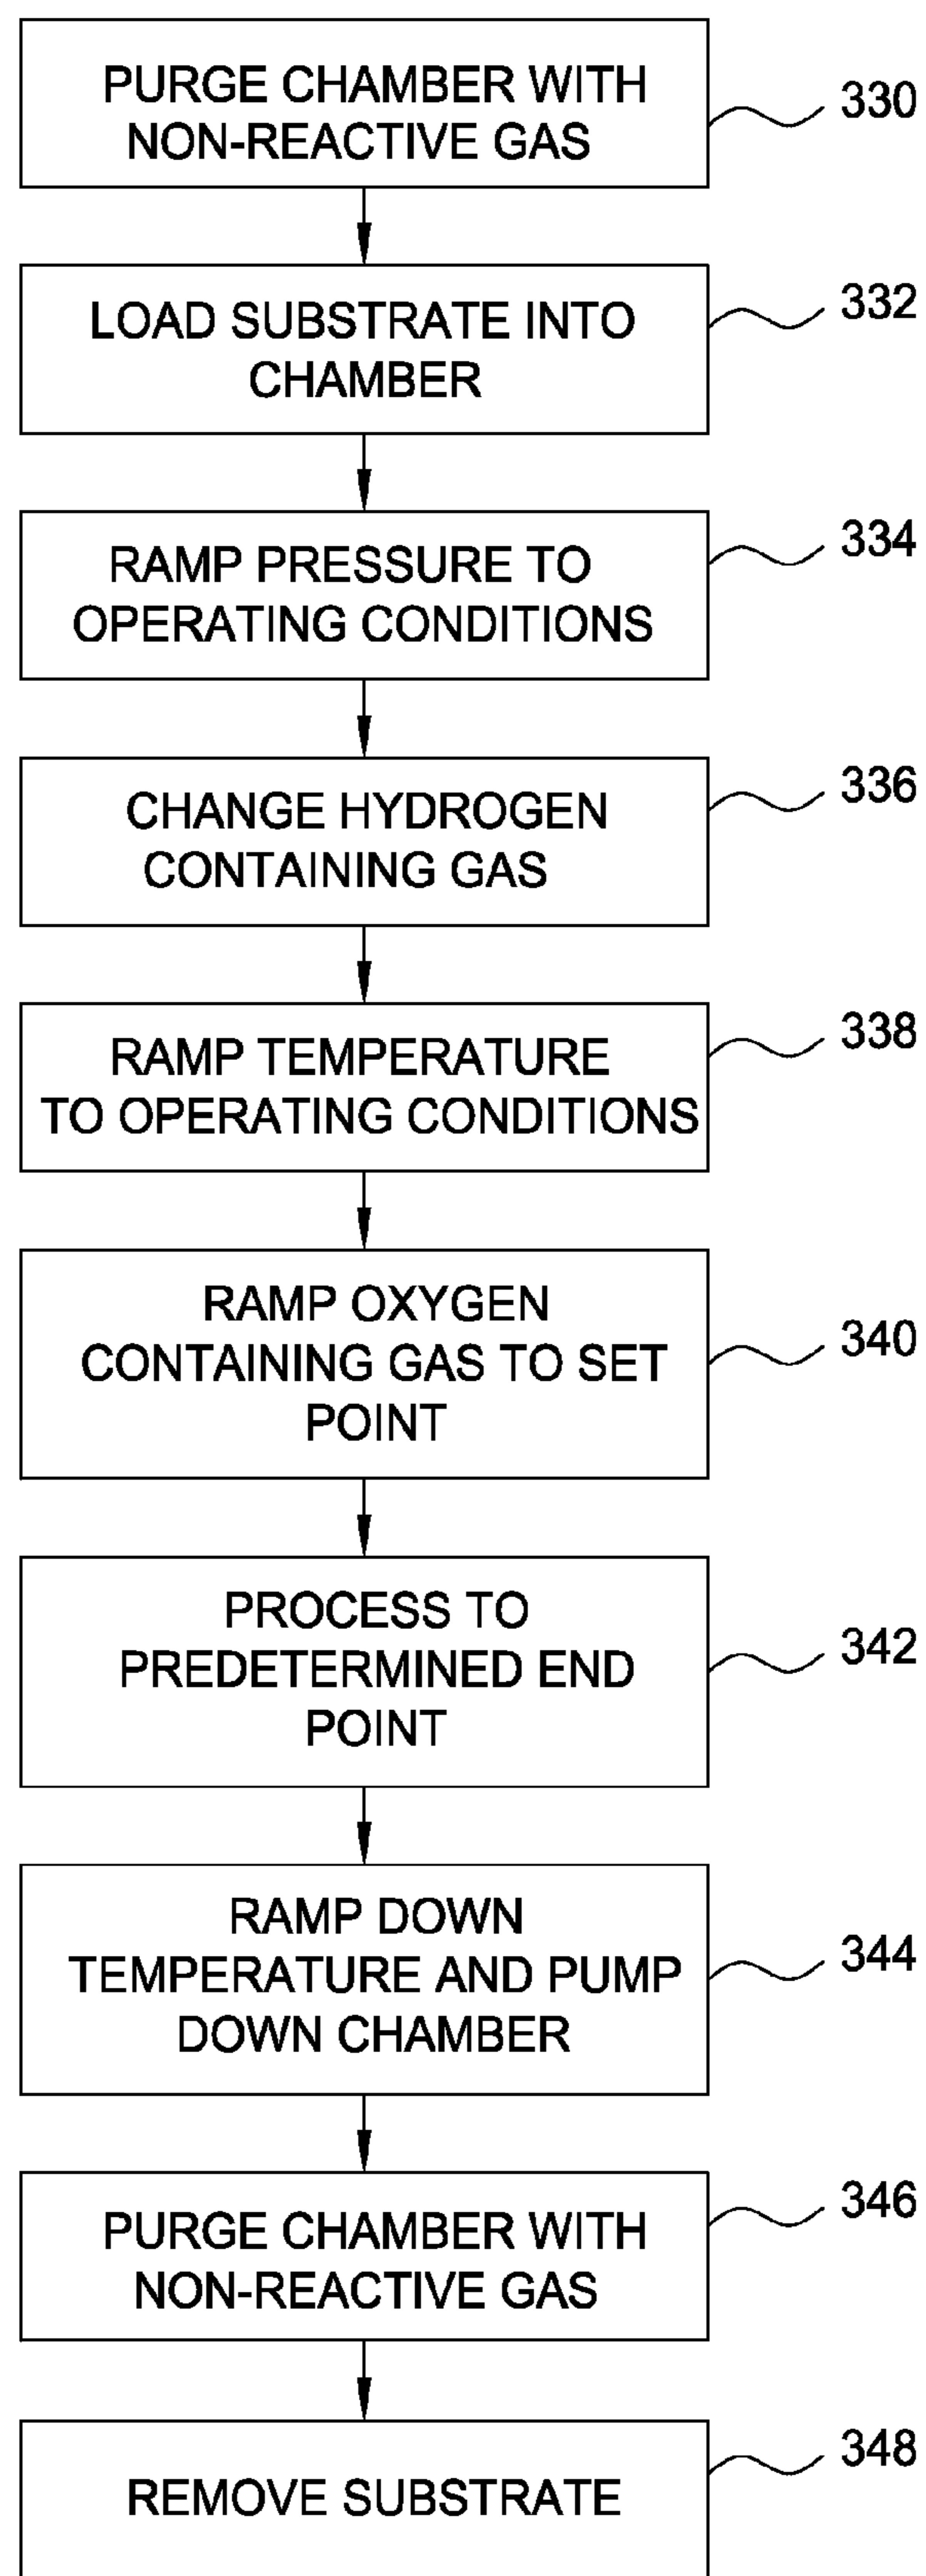 PURGE CHAMBER WITH
NON-REACTIVE GAS
330
LOAD SUBSTRATE INTO
CHAMBER
332
RAMP PRESSURE TO
OPERATING CONDITIONS
334
CHANGE HYDROGEN
CONTAINING GAS
336
RAMP TEMPERATURE
TO OPERATING CONDITIONS
338
RAMP OXYGEN
CONTAINING GAS TO SET
POINT
340
PROCESS TO
PREDETERMINED END
POINT
342
RAMP DOWN
TEMPERATURE AND PUMP
DOWN CHAMBER
344
PURGE CHAMBER WITH
NON-REACTIVE GAS
346
REMOVE SUBSTRATE
348